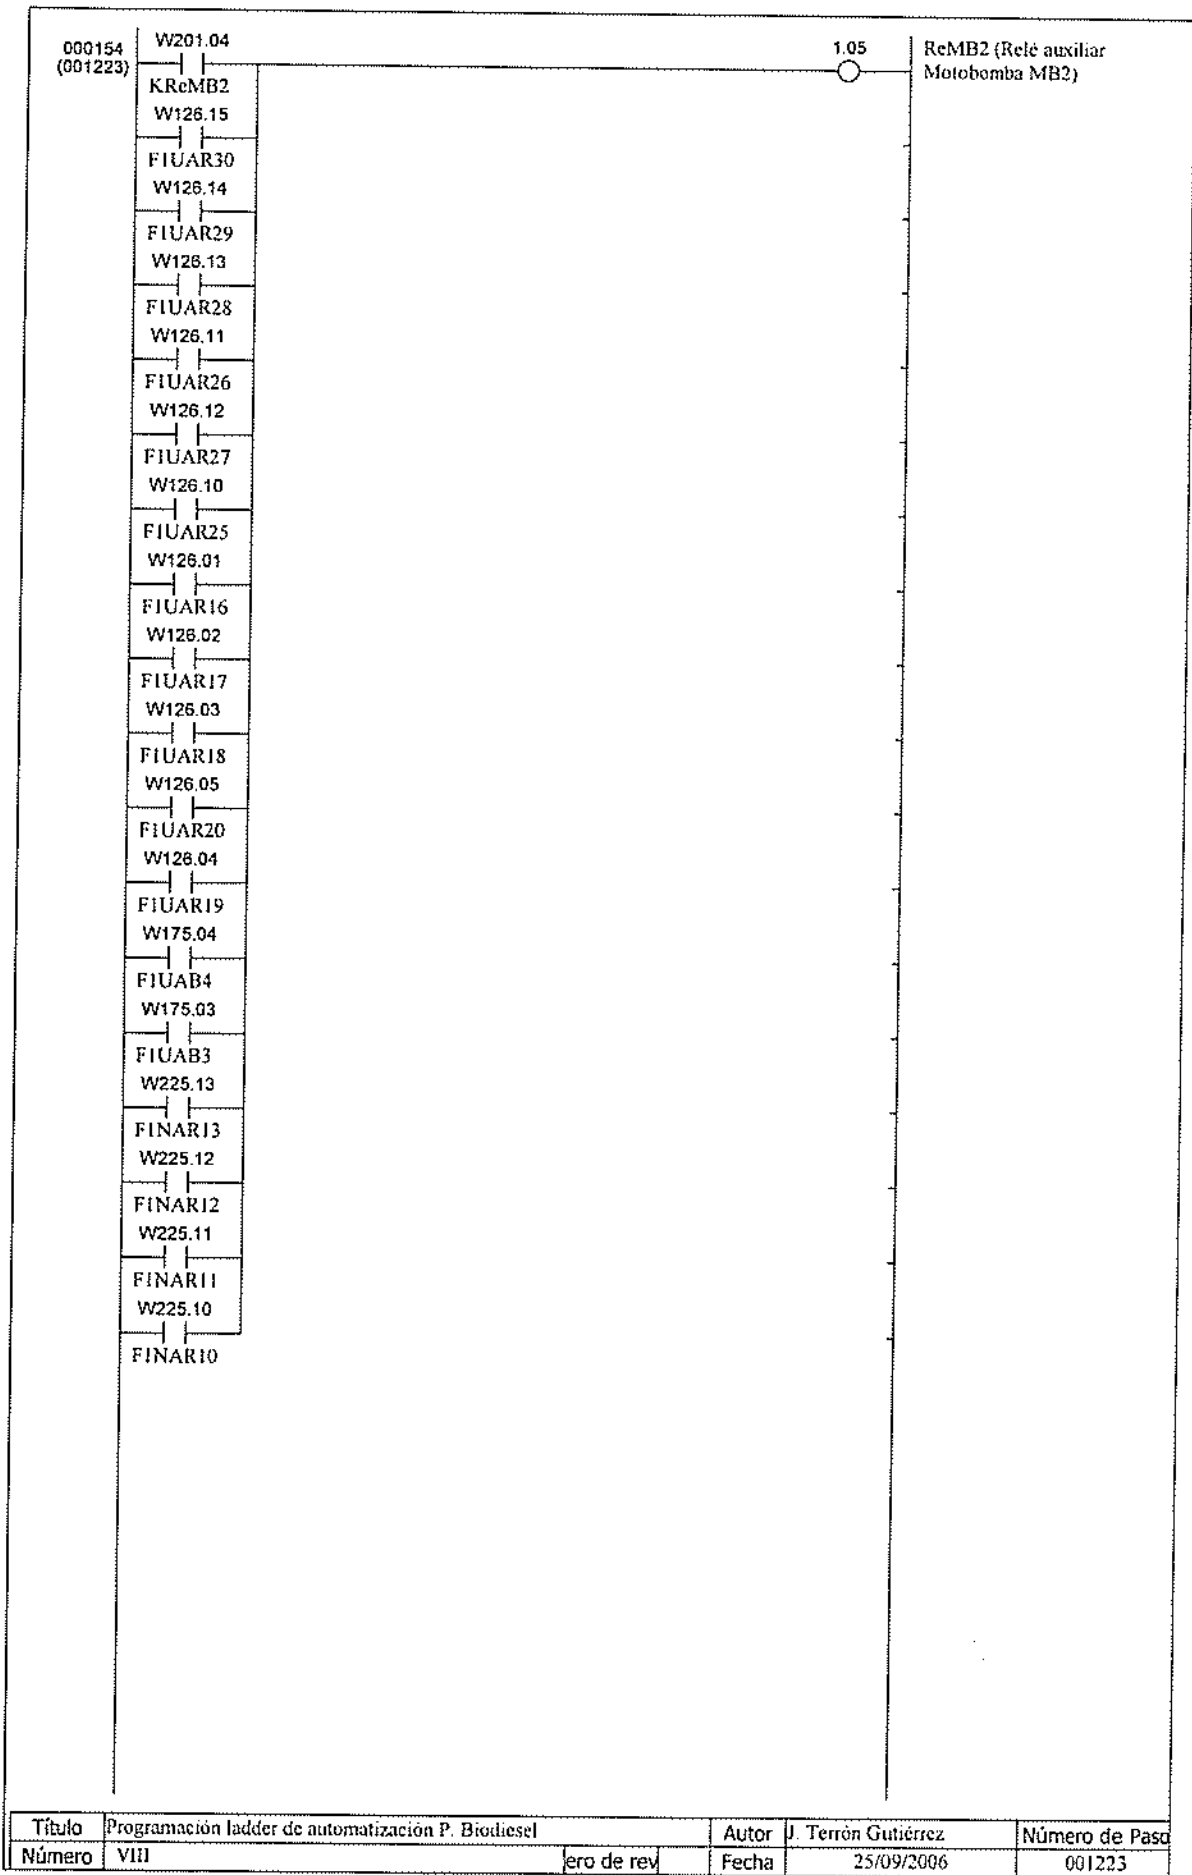 000154
(001223)
W201.04
KReMB2
1.05
ReMB2 (Relé auxiliar
Motobomba MB2)
W126.15
FIUAR30
W126.14
FIUAR29
W126.13
FIUAR28
W126.11
FIUAR26
W126.12
FIUAR27
W126.10
FIUAR25
W126.01
FIUAR16
W126.02
FIUAR17
W126.03
FIUAR18
W126.05
FIUAR20
W126.04
FIUAR19
W175.04
FIUAB4
W175.03
FIUAB3
W225.13
FINAR13
W225.12
FINAR12
W225.11
FINAR11
W225.10
FINAR10
Título Programación ladder de automatización P. Biodiesel Autor J. Terrón Gutiérrez Número de Paso
Número VIII ero de rev Fecha 25/09/2006 001223